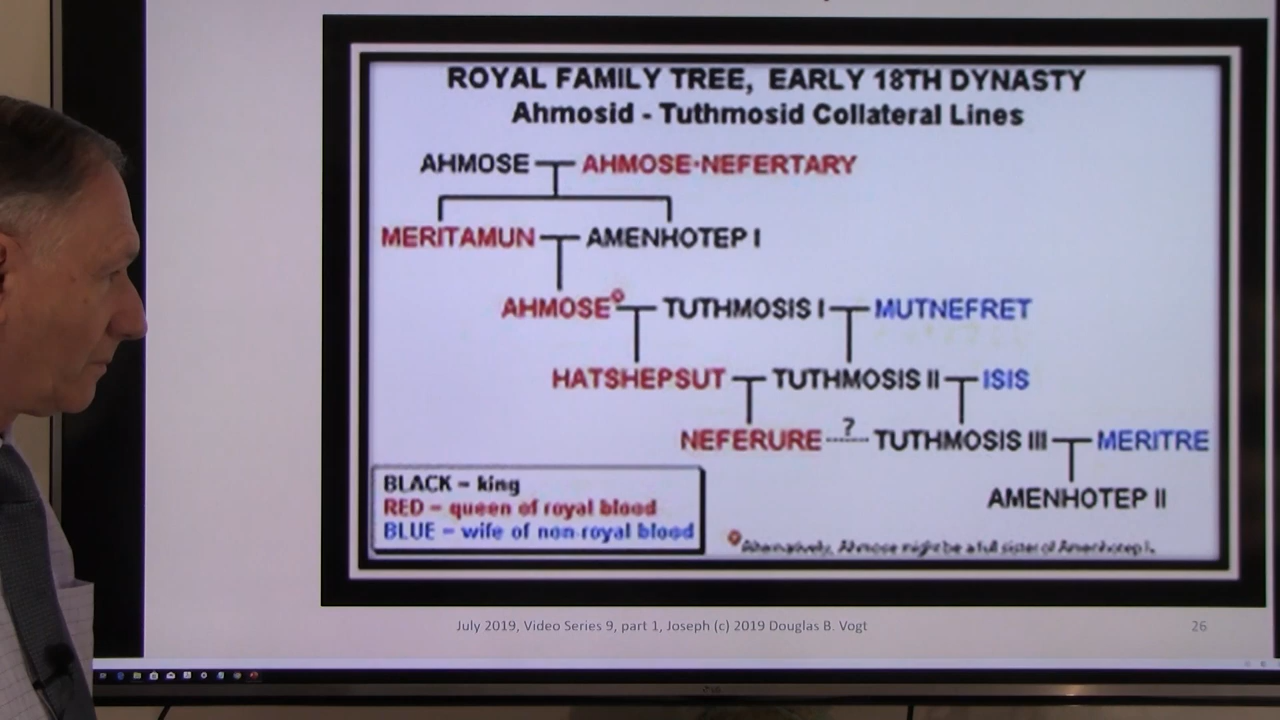 ROYAL FAMILY TREE, EARLY 18TH DYNASTY
Ahmosid - Tuthmosid Collateral Lines
AHMOSE AHMOSE-NEFERTARY
MERITAMUN AMENHOTEP I
AHMOSE TUTHMOSIS I MUTNEFRET
HATSHEPSUT TUTHMOSIS II ISIS
NEFERURE ? TUTHMOSIS III MERITRE
AMENHOTEP II
BLACK - king
RED - queen of royal blood
BLUE - wife of non-royal blood
Alternatively, Ahmose might be a full sister of Amenhotep I.
July 2019, Video Series 9, part 1, Joseph (c) 2019 Douglas B. Vogt
26
LG